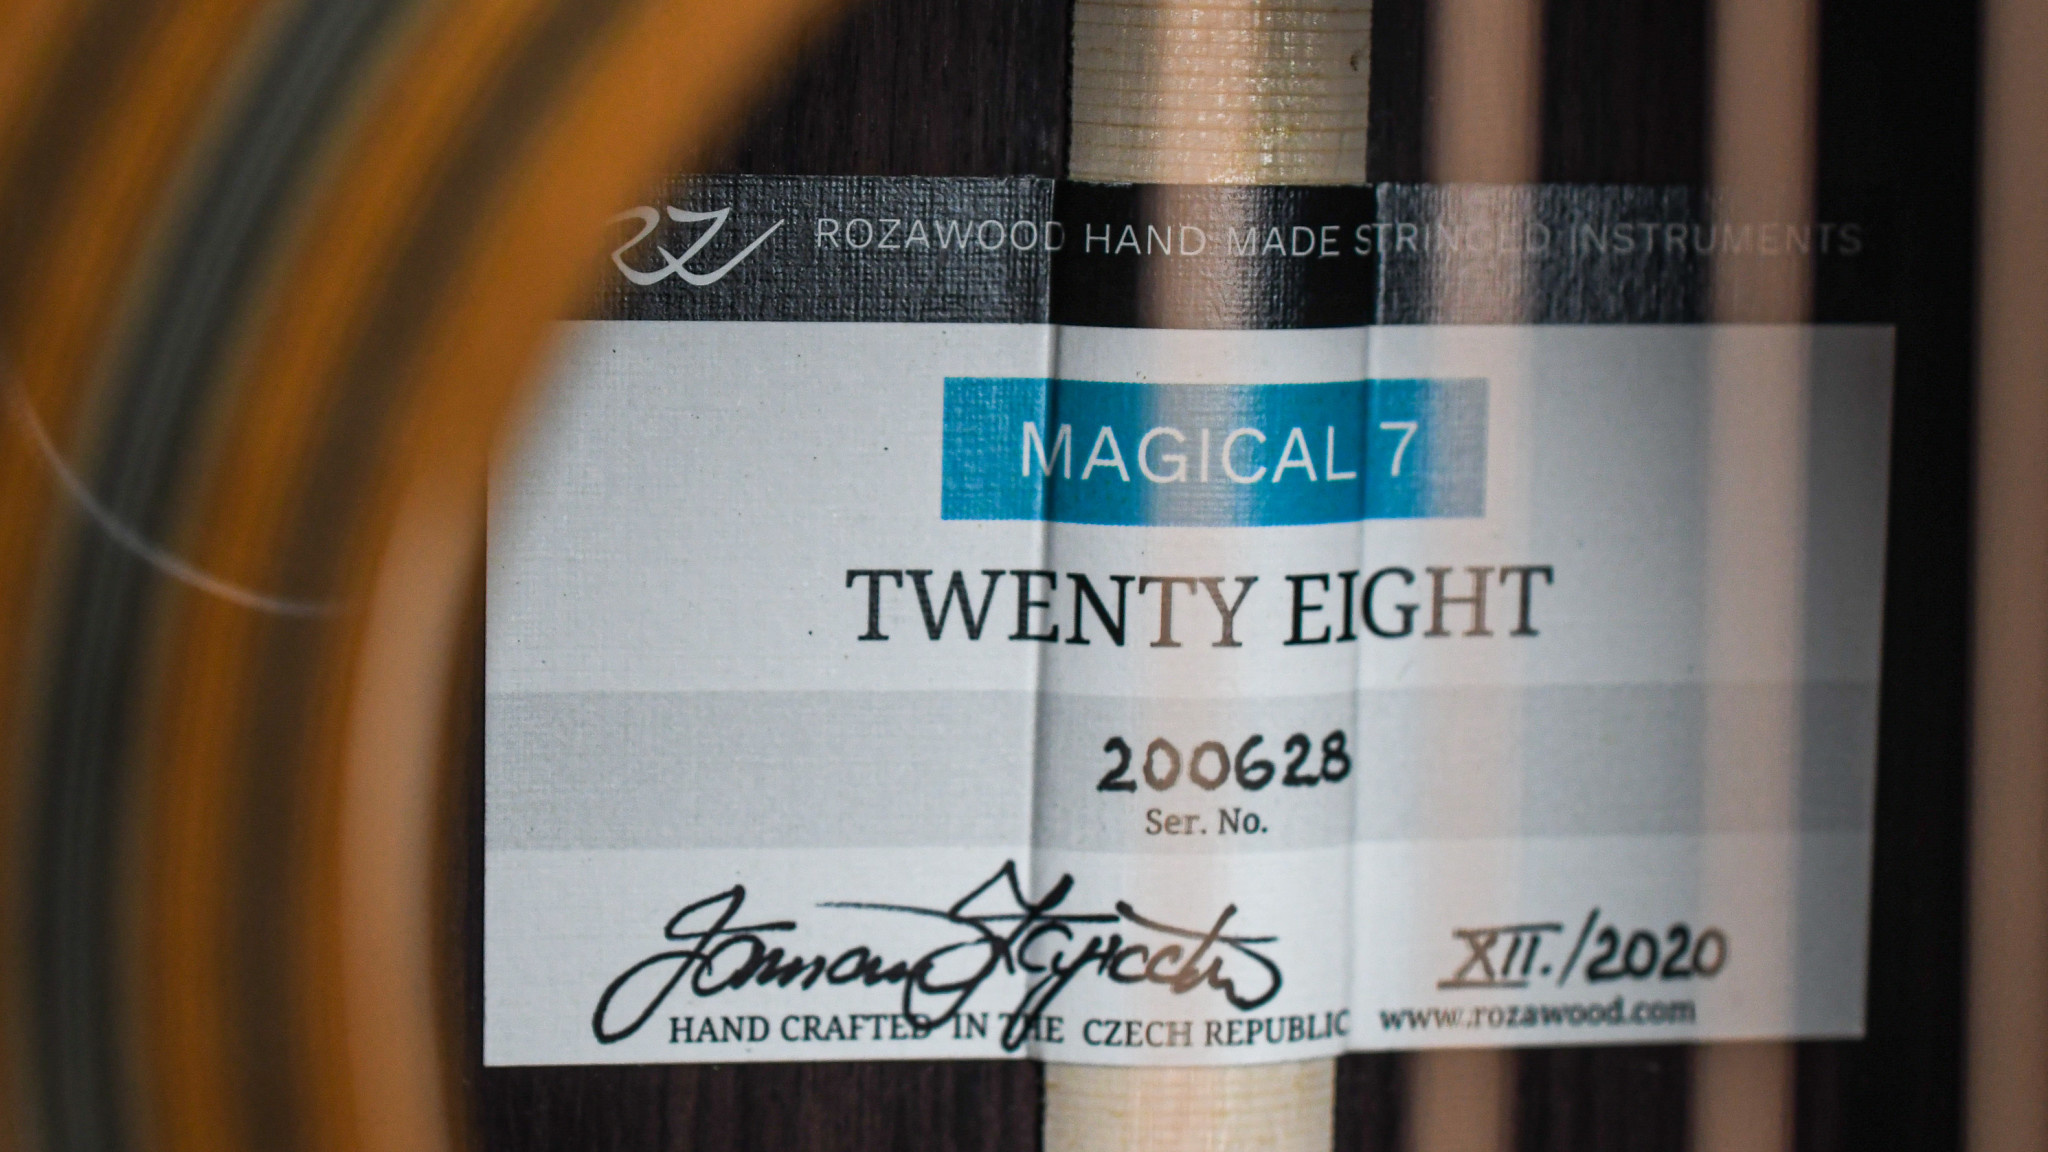 RZ ROZAWOOD HAND MADE STRINGED INSTRUMENTS
MAGICAL 7
TWENTY EIGHT
200628
Ser. No.
XII./2020
HAND CRAFTED IN THE CZECH REPUBLIC www.rozawood.com